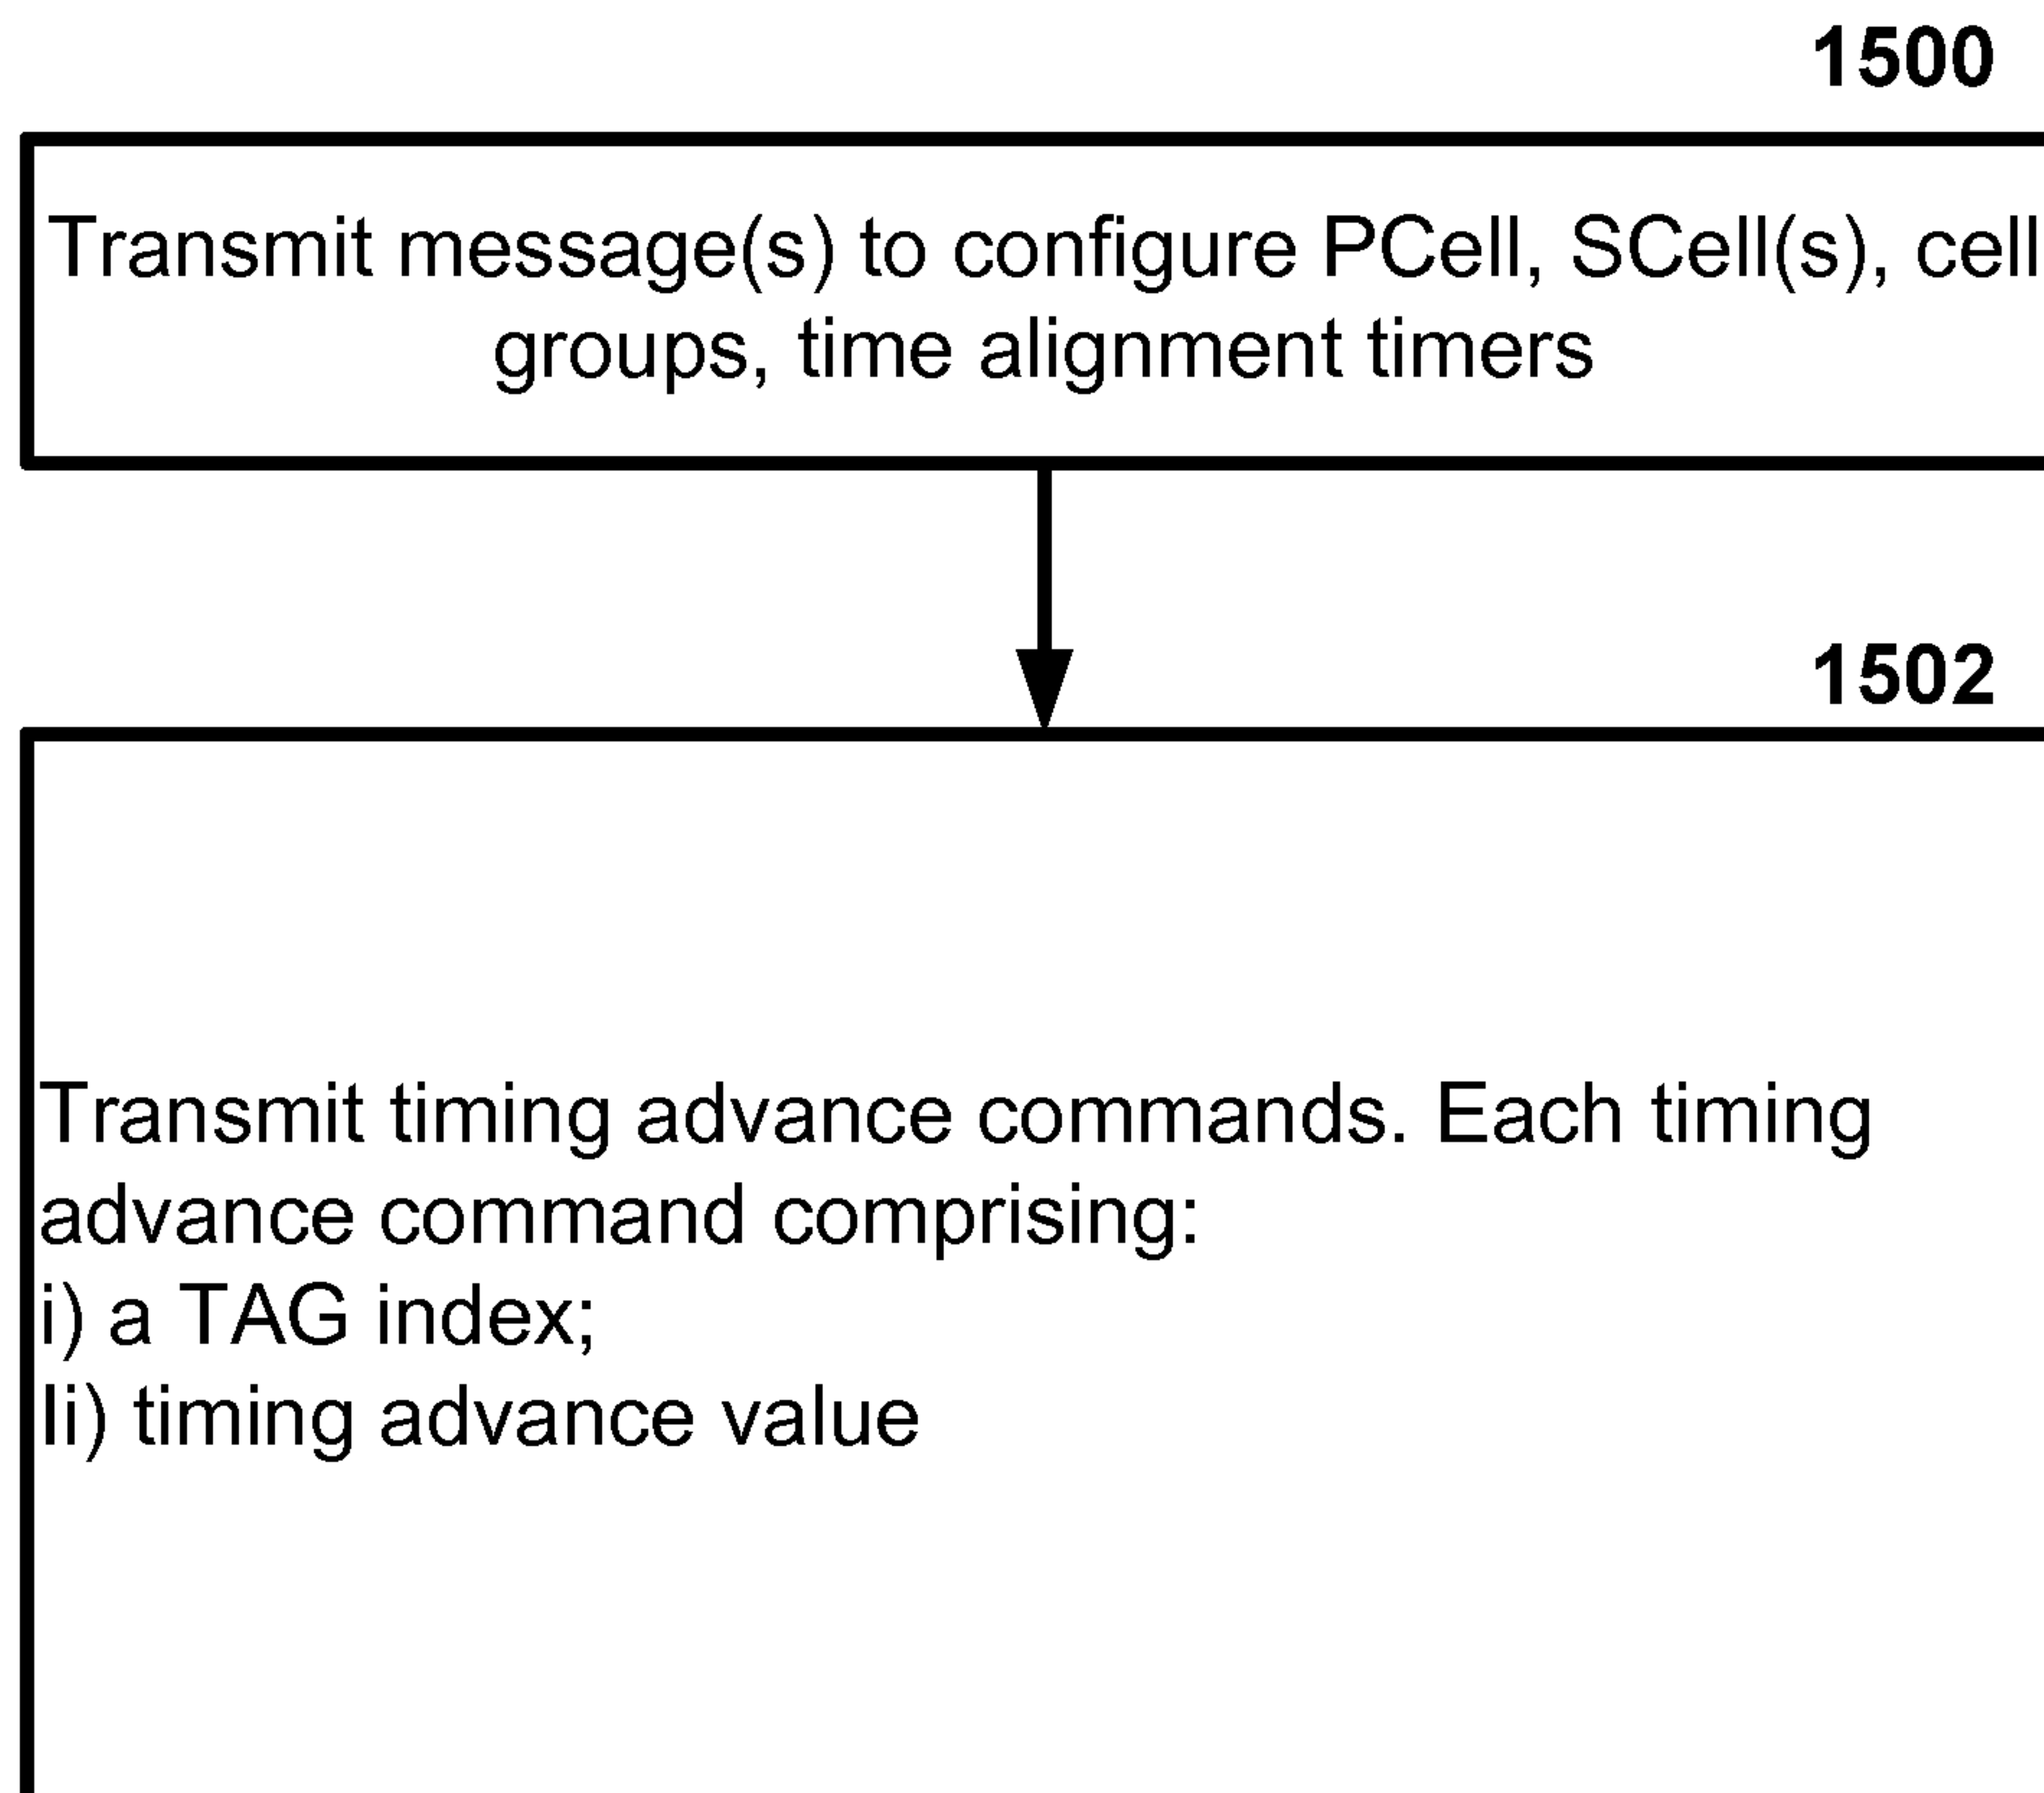 1500
Transmit message(s) to configure PCell, SCell(s), cell
groups, time alignment timers
1502
Transmit timing advance commands. Each timing
advance command comprising:
i) a TAG index;
Ii) timing advance value